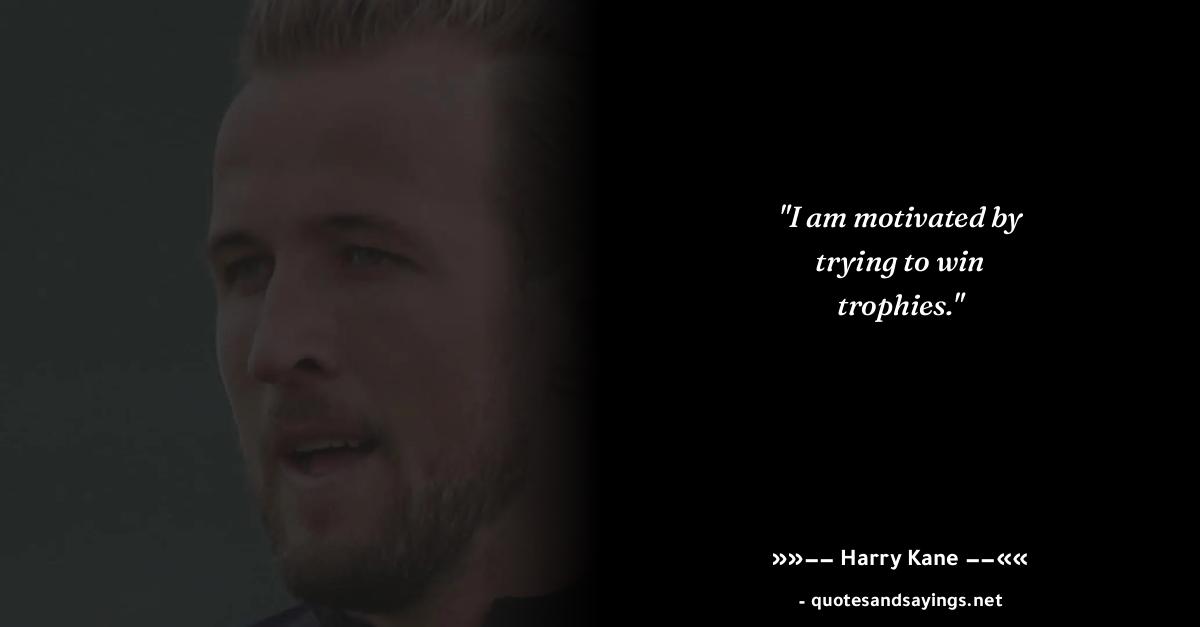 "I am motivated by
trying to win
trophies."
»»−− Harry Kane −−««
- quotesandsayings.net